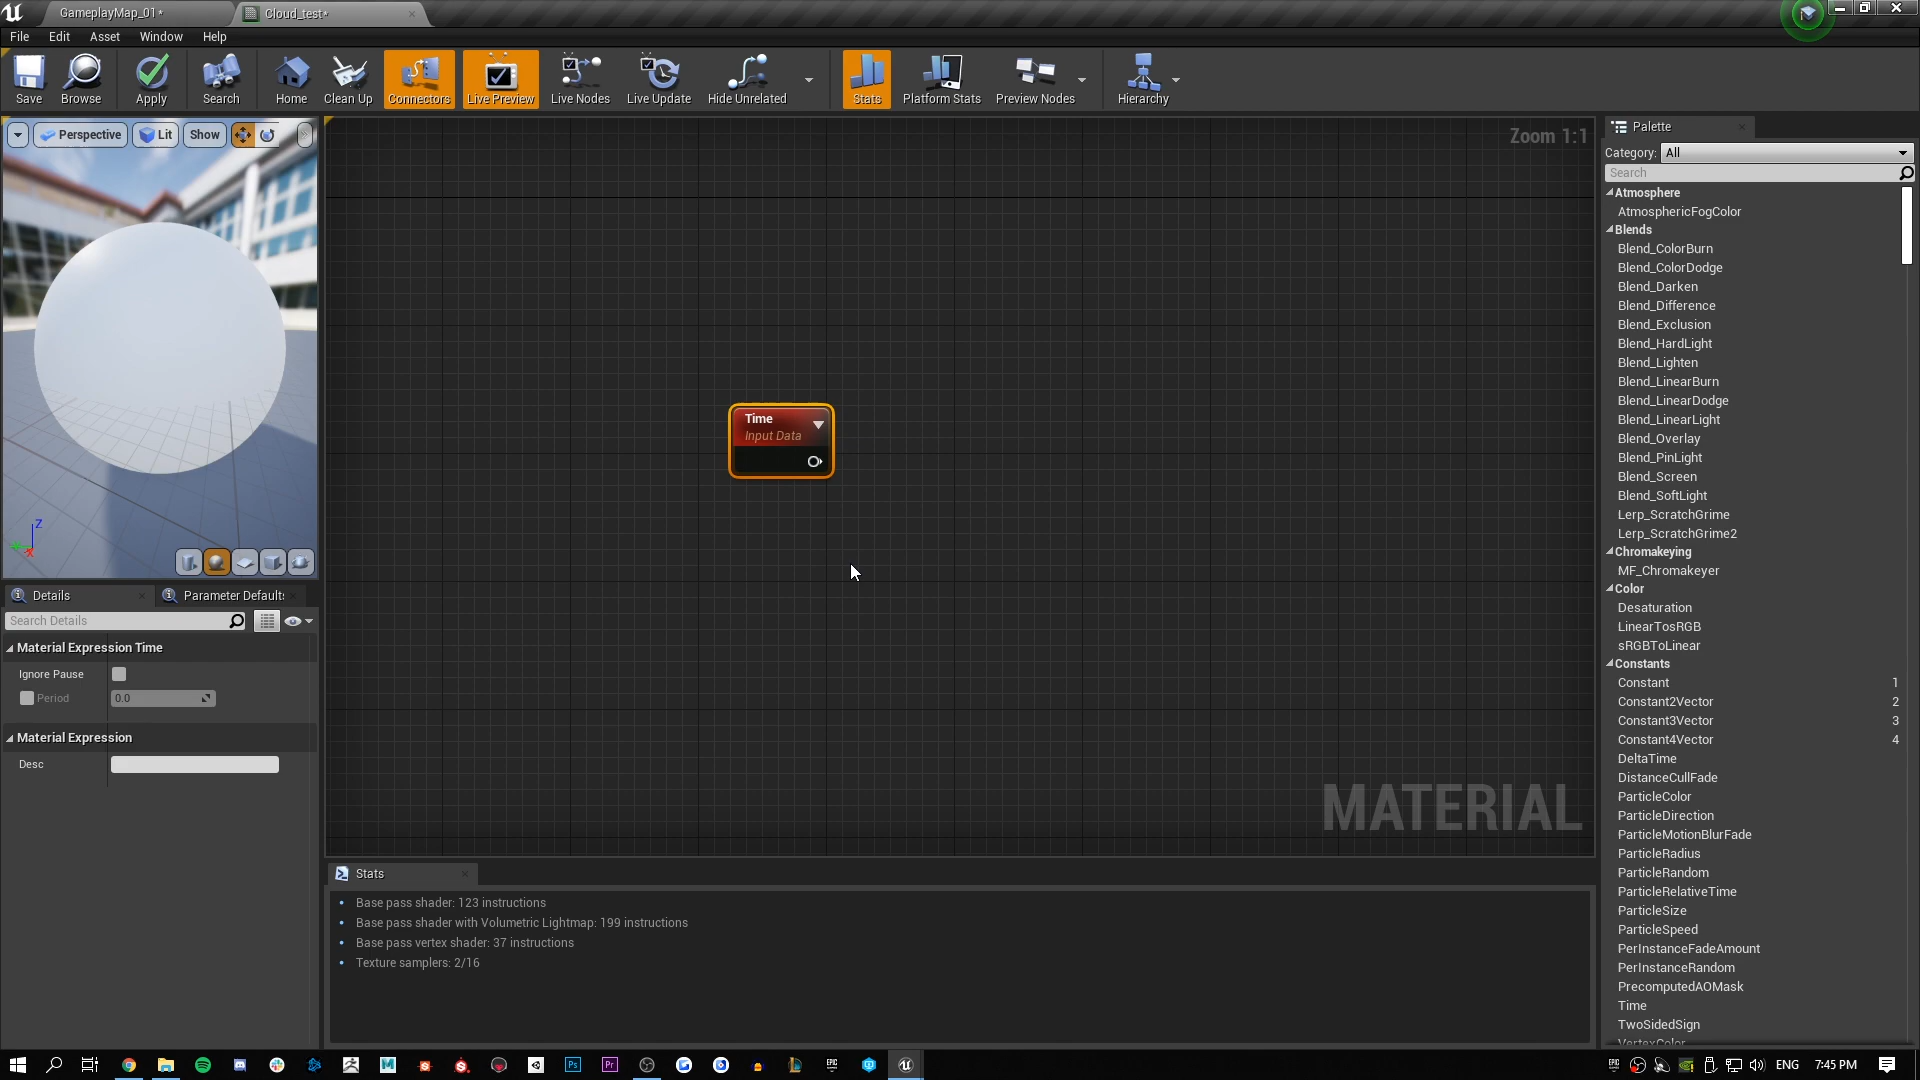 GameplayMap_01*
Cloud_test*
File
Edit
Asset
Window
Help
Save
Browse
Apply
Search
Home
Clean Up
Connectors
Live Preview
Live Nodes
Live Update
Hide Unrelated
Stats
Platform Stats
Preview Nodes
Hierarchy
Perspective
Lit
Show
Zoom 1:1
Palette
Category: All
Search
Atmosphere
AtmosphericFogColor
Blends
Blend_ColorBurn
Blend_ColorDodge
Blend_Darken
Blend_Difference
Blend_Exclusion
Blend_HardLight
Blend_Lighten
Blend_LinearBurn
Blend_LinearDodge
Blend_LinearLight
Blend_Overlay
Blend_PinLight
Blend_Screen
Blend_SoftLight
Lerp_ScratchGrime
Lerp_ScratchGrime2
Chromakeying
MF_Chromakeyer
Color
Desaturation
LinearTosRGB
sRGBToLinear
Constants
Constant 1
Constant2Vector 2
Constant3Vector 3
Constant4Vector 4
DeltaTime
DistanceCullFade
ParticleColor
ParticleDirection
ParticleMotionBlurFade
ParticleRadius
ParticleRandom
ParticleRelativeTime
ParticleSize
ParticleSpeed
PerInstanceFadeAmount
PerInstanceRandom
PrecomputedAOMask
Time
TwoSidedSign
VertexColor
Time
Input Data
MATERIAL
Z
X
Details
Parameter Defaults
Search Details
Material Expression Time
Ignore Pause
Period 0.0
Material Expression
Desc
Stats
Base pass shader: 123 instructions
Base pass shader with Volumetric Lightmap: 199 instructions
Base pass vertex shader: 37 instructions
Texture samplers: 2/16
Ps
Pr
ENG
7:45 PM